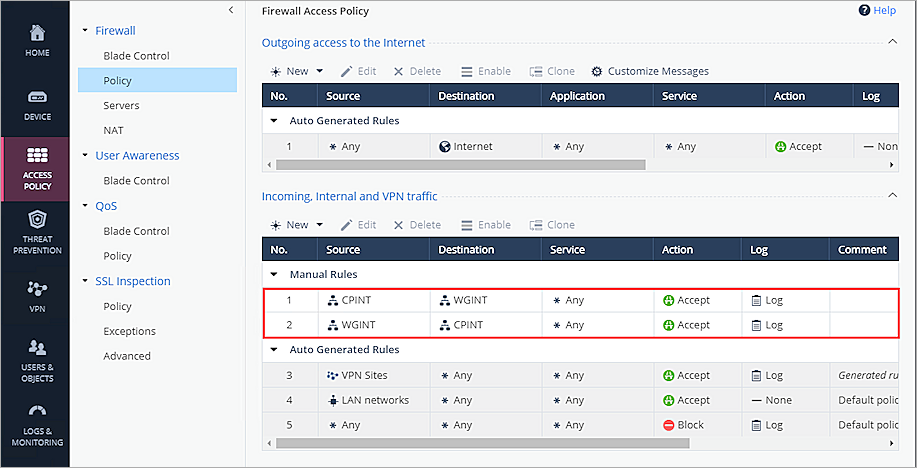 Firewall Access Policy
Help
HOME
DEVICE
ACCESS
POLICY
THREAT
PREVENTION
VPN
USERS &
OBJECTS
LOGS &
MONITORING
Firewall
Blade Control
Policy
Servers
NAT
User Awareness
Blade Control
QoS
Blade Control
Policy
SSL Inspection
Policy
Exceptions
Advanced
Outgoing access to the Internet
New Edit Delete Enable Clone Customize Messages
No. Source Destination Application Service Action Log
Auto Generated Rules
1 * Any Internet * Any * Any Accept — Non
Incoming, Internal and VPN traffic
New Edit Delete Enable Clone
No. Source Destination Service Action Log Comment
Manual Rules
1 CPINT WGINT * Any Accept Log
2 WGINT CPINT * Any Accept Log
Auto Generated Rules
3 VPN Sites * Any * Any Accept Log Generated ru
4 LAN networks * Any * Any Accept — None Default polic
5 * Any * Any * Any Block Log Default polic